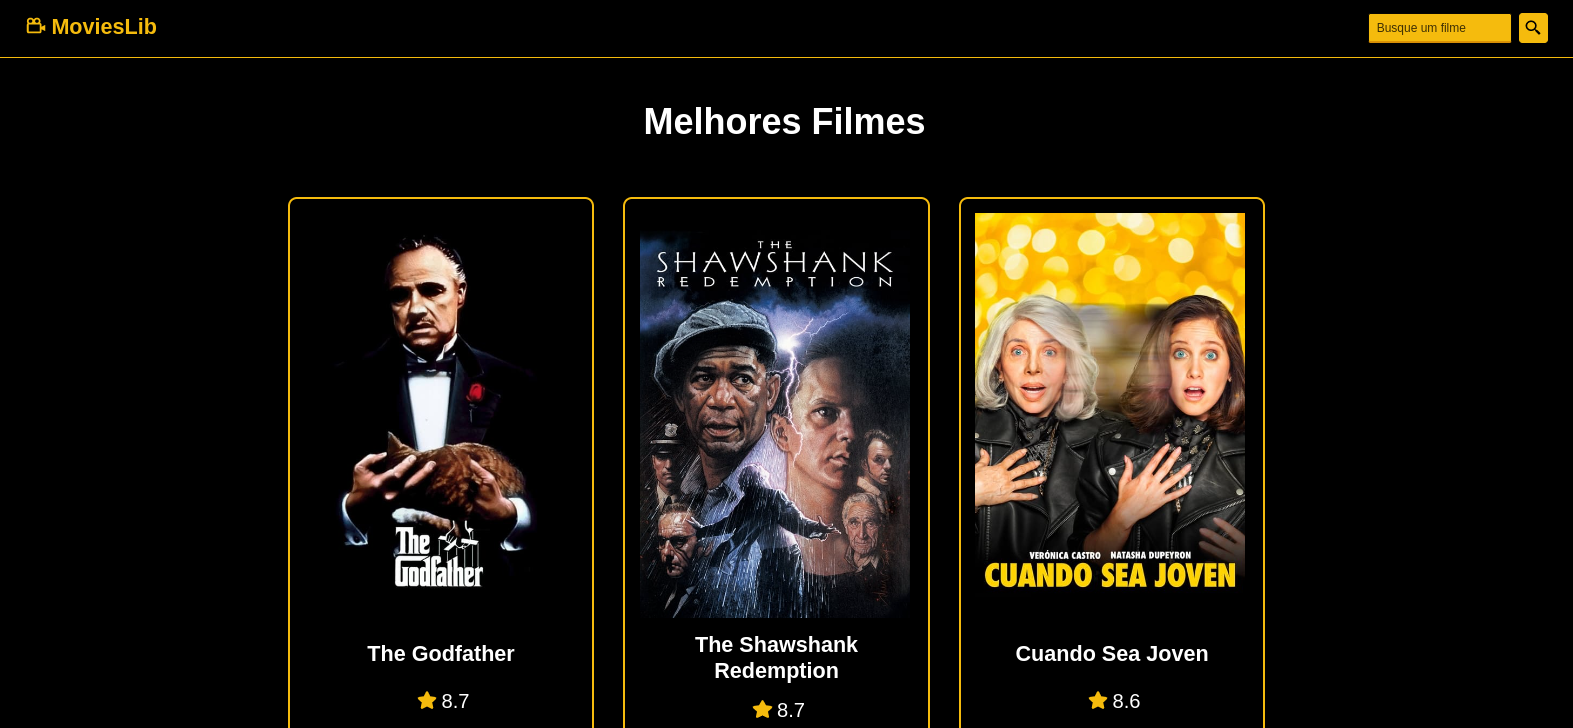 MoviesLib
Busque um filme
Melhores Filmes
The
Godfather
THE
SHAWSHANK
REDEMPTION
VERÓNICA CASTRO NATASHA DUPEYRON
CUANDO SEA JOVEN
The Godfather
8.7
The Shawshank
Redemption
8.7
Cuando Sea Joven
8.6